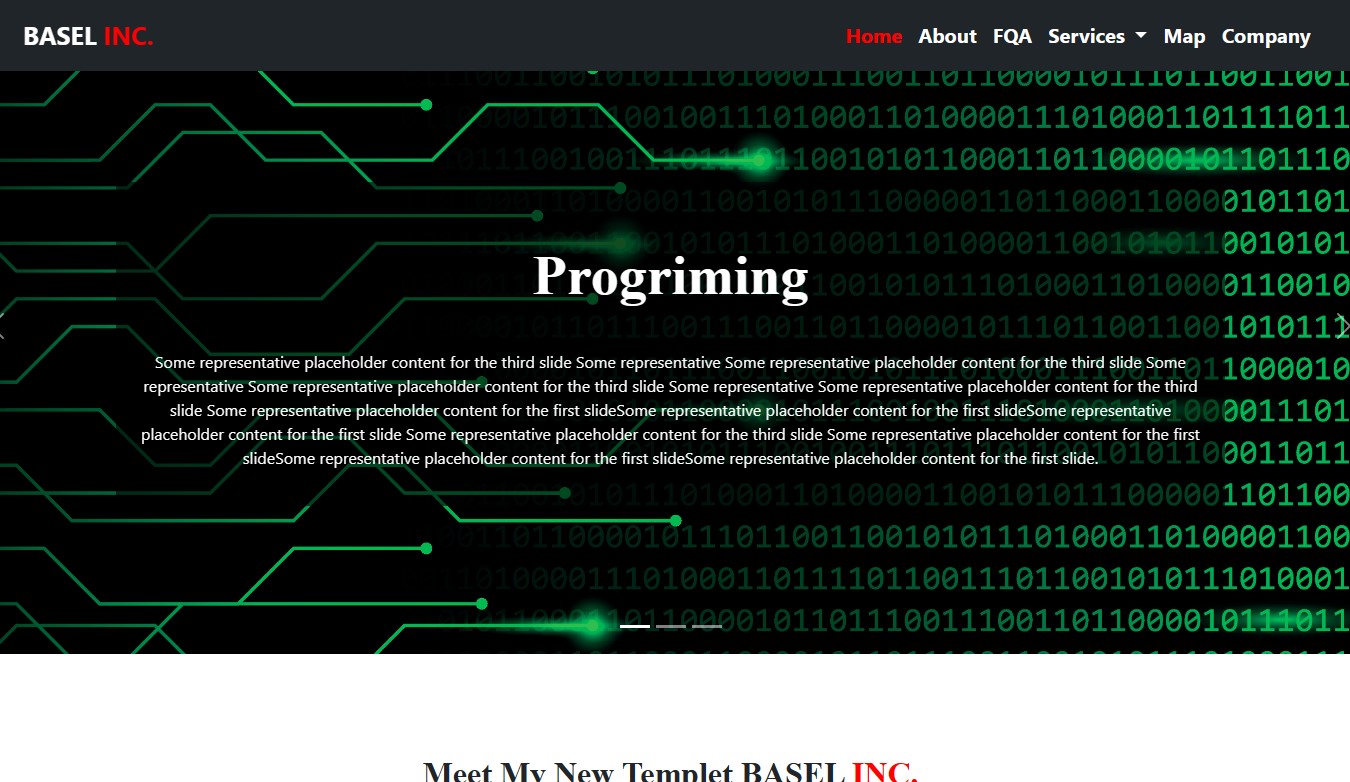 BASEL INC.
Home About FQA Services Map Company
Progriming
Some representative placeholder content for the third slide Some representative Some representative placeholder content for the third slide Some
representative Some representative placeholder content for the third slide Some representative Some representative placeholder content for the third
slide Some representative placeholder content for the first slideSome representative placeholder content for the first slideSome representative
placeholder content for the first slide Some representative placeholder content for the third slide Some representative placeholder content for the first
slideSome representative placeholder content for the first slideSome representative placeholder content for the first slide.
Meet My New Templet BASEL INC.